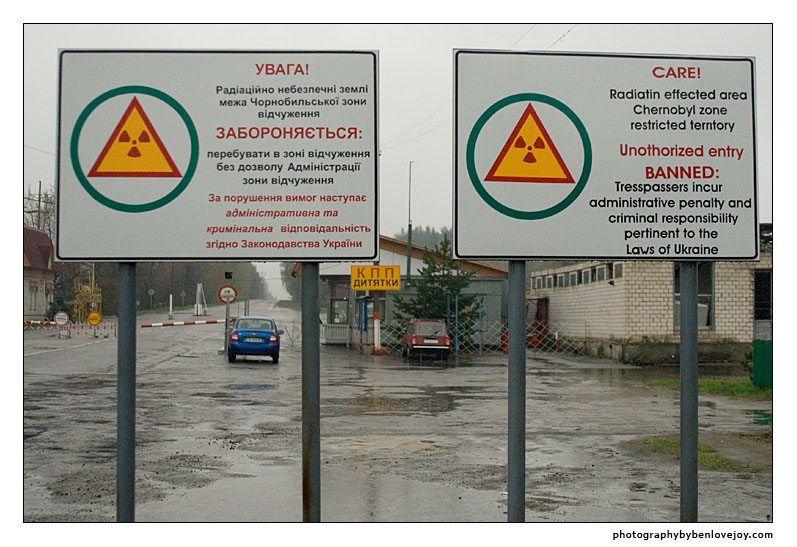 УВАГА!
Радіаційно небезпечні землі
межа Чорнобильської зони
відчуження
ЗАБОРОНЯЄТЬСЯ:
перебувати в зоні відчуження
без дозволу Адміністрації
зони відчуження
За порушення вимог наступає
адміністративна та
кримінальна відповідальність
згідно Законодавства України
CARE!
Radiatin effected area
Chernobyl zone
restricted territory
Unothorized entry
BANNED:
Tresspassers incur
administrative penalty and
criminal responsibility
pertinent to the
Laws of Ukraine
КПП
ДИТЯТКИ
photographybybenlovejoy.com